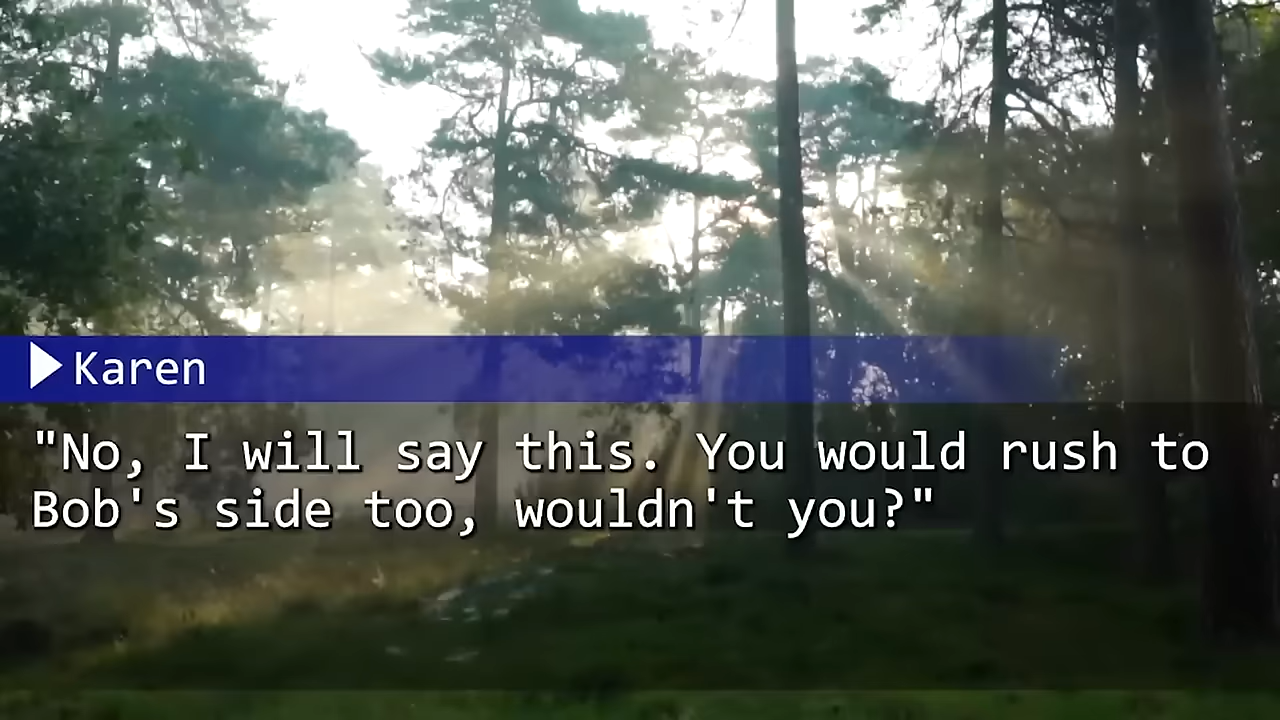 Karen
"No, I will say this. You would rush to
Bob's side too, wouldn't you?"